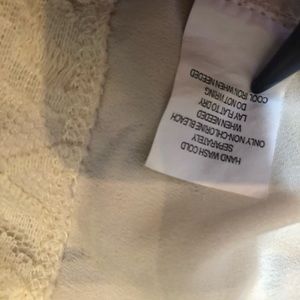 HAND WASH COLD
SEPARATELY
ONLY NON-CHLORINE BLEACH
WHEN NEEDED
LAY FLAT TO DRY
DO NOT WRING
COOL IRON WHEN NEEDED